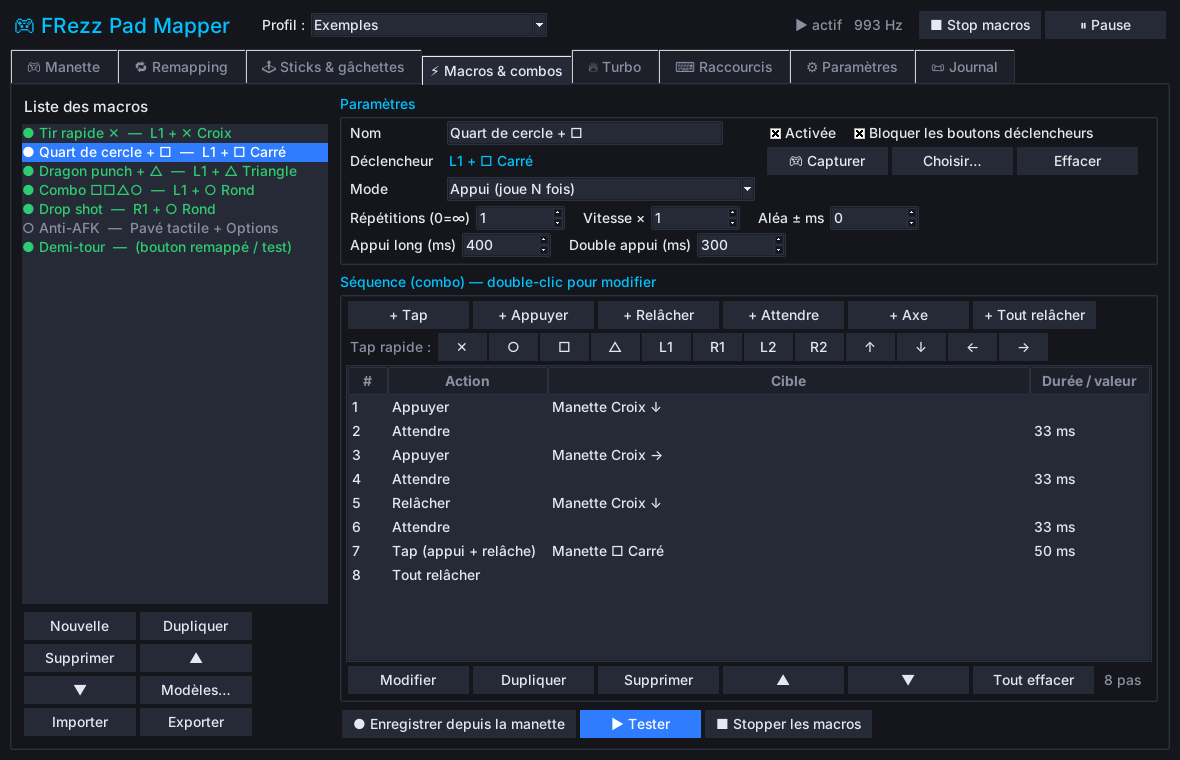 FRezz Pad Mapper Profil : Exemples ▶ actif 993 Hz ■ Stop macros ⏸ Pause
🎮 Manette 🔁 Remapping 🕹 Sticks & gâchettes ⚡ Macros & combos 🔥 Turbo ⌨ Raccourcis ⚙ Paramètres 📜 Journal
Liste des macros
● Tir rapide ✕ — L1 + ✕ Croix
● Quart de cercle + □ — L1 + □ Carré
● Dragon punch + △ — L1 + △ Triangle
● Combo □□△○ — L1 + ○ Rond
● Drop shot — R1 + ○ Rond
○ Anti-AFK — Pavé tactile + Options
● Demi-tour — (bouton remappé / test)
Nouvelle Dupliquer
Supprimer ▲
▼ Modèles...
Importer Exporter
Paramètres
Nom Quart de cercle + □ Activée Bloquer les boutons déclencheurs
Déclencheur L1 + □ Carré 🎮 Capturer Choisir... Effacer
Mode Appui (joue N fois)
Répétitions (0=∞) 1 Vitesse × 1 Aléa ± ms 0
Appui long (ms) 400 Double appui (ms) 300
Séquence (combo) — double-clic pour modifier
+ Tap + Appuyer + Relâcher + Attendre + Axe + Tout relâcher
Tap rapide : ✕ ○ □ △ L1 R1 L2 R2 ↑ ↓ ← →
# Action Cible Durée / valeur
1 Appuyer Manette Croix ↓
2 Attendre 33 ms
3 Appuyer Manette Croix →
4 Attendre 33 ms
5 Relâcher Manette Croix ↓
6 Attendre 33 ms
7 Tap (appui + relâche) Manette □ Carré 50 ms
8 Tout relâcher
Modifier Dupliquer Supprimer ▲ ▼ Tout effacer 8 pas
● Enregistrer depuis la manette ▶ Tester ■ Stopper les macros